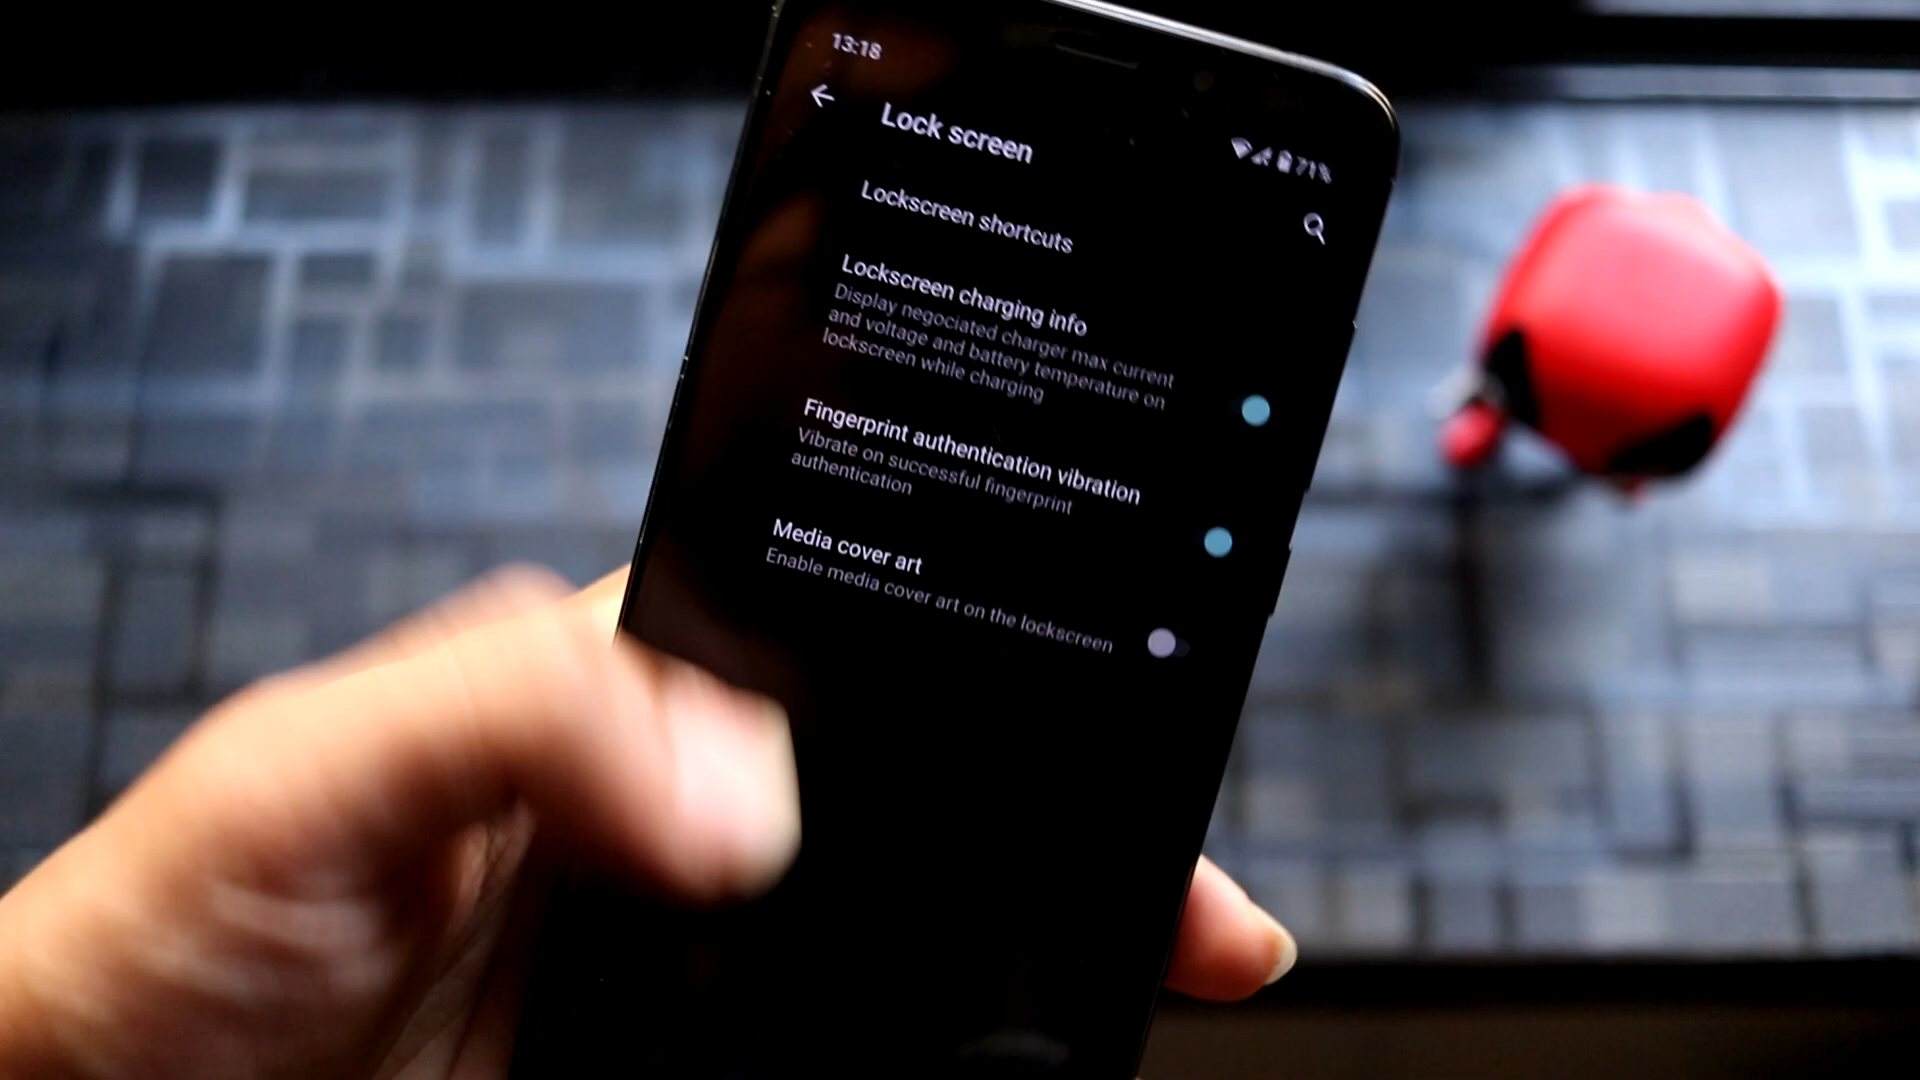 13:18
71%
Lock screen
Lockscreen shortcuts
Lockscreen charging info
Display negociated charger max current
and voltage and battery temperature on
lockscreen while charging
Fingerprint authentication vibration
Vibrate on successful fingerprint
authentication
Media cover art
Enable media cover art on the lockscreen